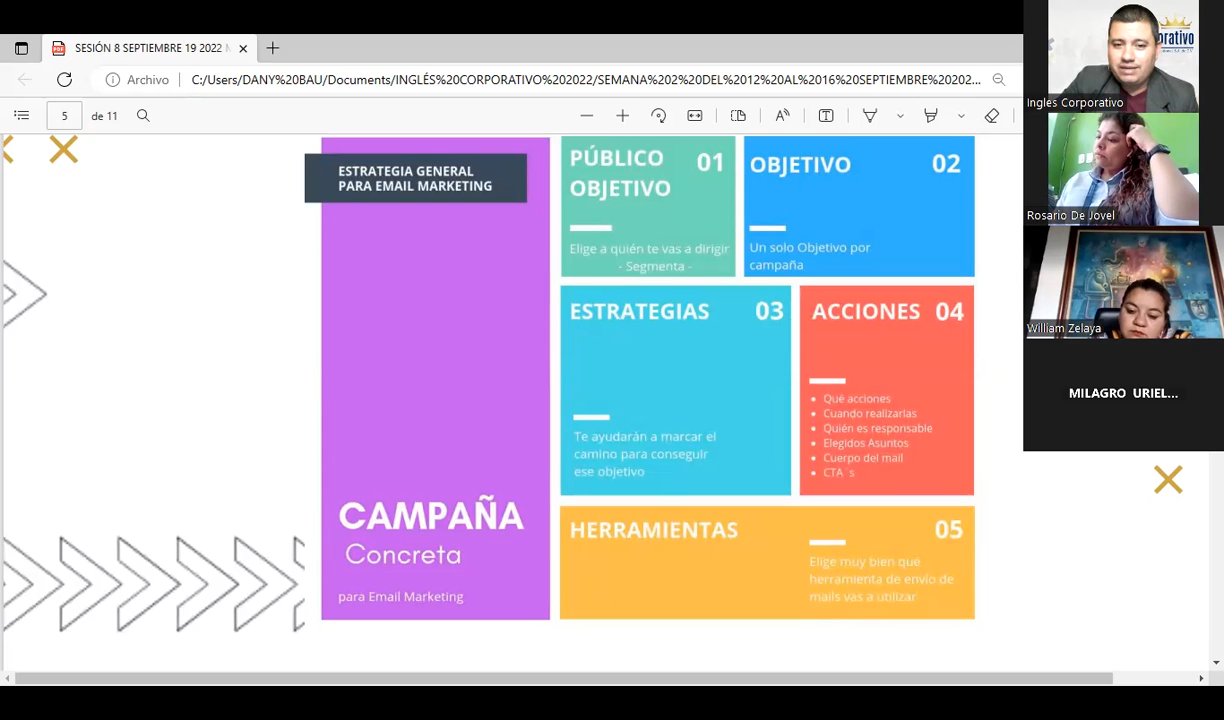 SESIÓN 8 SEPTIEMBRE 19 2022
Archivo
C:/Users/DANY%20BAU/Documents/INGLÉS%20CORPORATIVO%202022/SEMANA%202%20DEL%2012%20AL%2016%20SEPTIEMBRE%20202...
5
de 11
ESTRATEGIA GENERAL
PARA EMAIL MARKETING
CAMPAÑA
Concreta
para Email Marketing
PÚBLICO
OBJETIVO
01
Elige a quién te vas a dirigir
- Segmenta -
OBJETIVO
02
Un solo Objetivo por
campaña
ESTRATEGIAS
03
Te ayudarán a marcar el
camino para conseguir
ese objetivo
ACCIONES
04
• Qué acciones
• Cuando realizarlas
• Quién es responsable
• Elegidos Asuntos
• Cuerpo del mail
• CTA´s
HERRAMIENTAS
05
Elige muy bien que
herramienta de envío de
mails vas a utilizar
orativo
Inglés Corporativo
Rosario De Jovel
William Zelaya
MILAGRO URIEL...